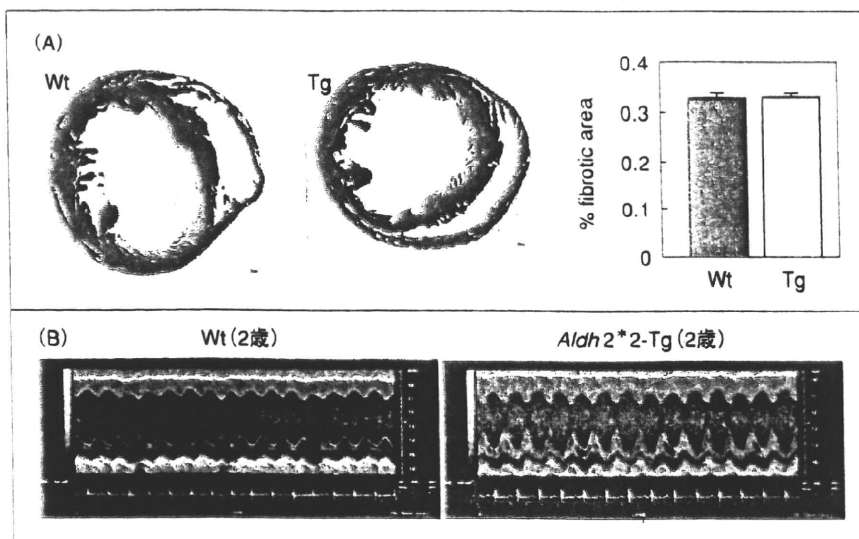 (A)
Wt
Tg
% fibrotic area
0.4
0.3
0.2
0.1
0
Wt
Tg
(B)
Wt(2歳)
Aldh2*2-Tg(2歳)